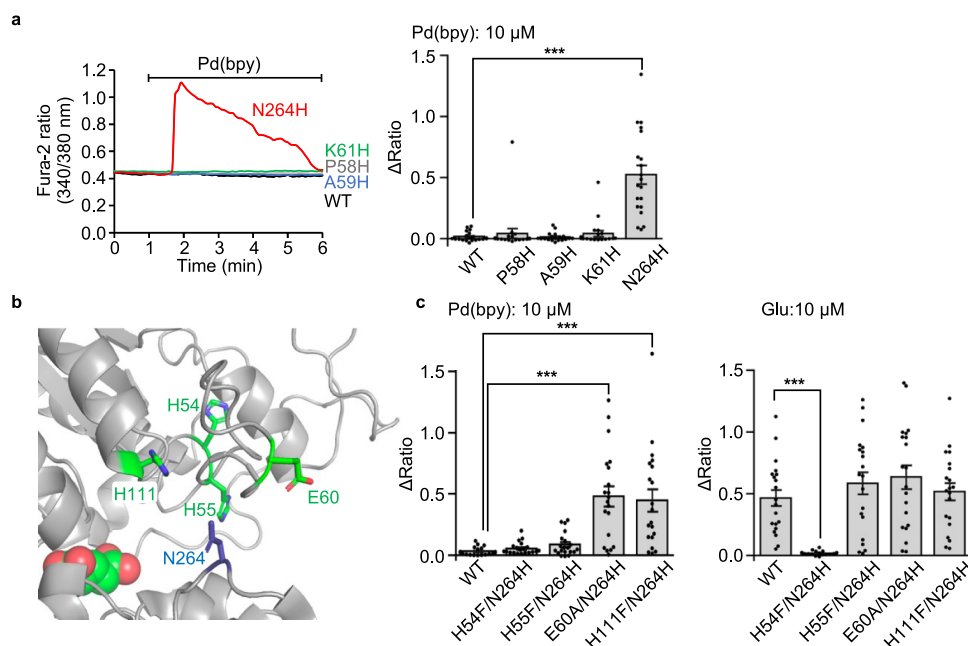 a
Pd(bpy)
Fura-2 ratio
(340/380 nm)
1.2
1.0
0.8
0.6
0.4
0.2
0.0
N264H
K61H
P58H
A59H
WT
0 1 2 3 4 5 6
Time (min)
Pd(bpy): 10 µM
***
ΔRatio
1.5
1.0
0.5
0.0
WT P58H A59H K61H N264H
b
H54
H111
H55
E60
N264
c
Pd(bpy): 10 µM
***
***
ΔRatio
1.5
1.0
0.5
0.0
WT H54F/N264H H55F/N264H E60A/N264H H111F/N264H
Glu:10 µM
***
ΔRatio
1.5
1.0
0.5
0.0
WT H54F/N264H H55F/N264H E60A/N264H H111F/N264H